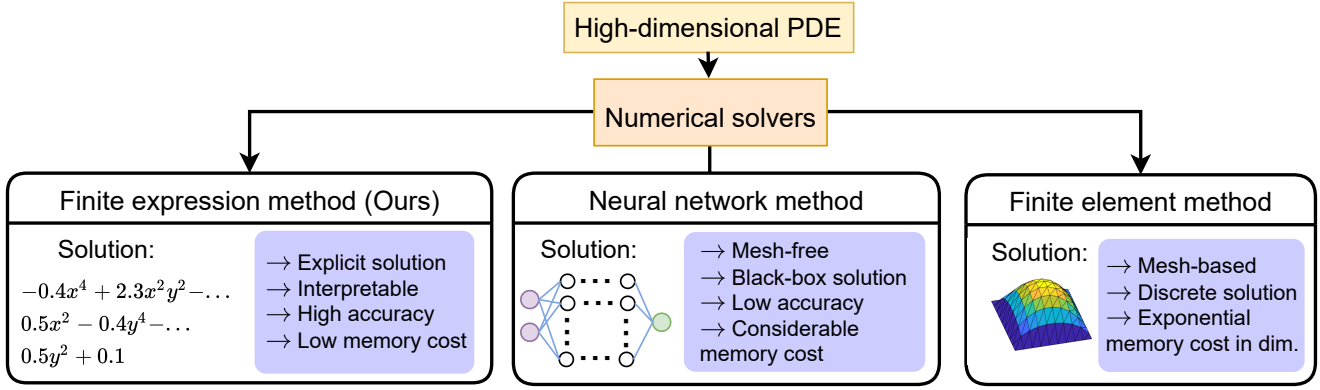 High-dimensional PDE
Numerical solvers
Finite expression method (Ours)
Solution:
−0.4x⁴ + 2.3x²y² −...
0.5x² − 0.4y⁴ −...
0.5y² + 0.1
→ Explicit solution
→ Interpretable
→ High accuracy
→ Low memory cost
Neural network method
Solution:
→ Mesh-free
→ Black-box solution
→ Low accuracy
→ Considerable
memory cost
Finite element method
Solution:
→ Mesh-based
→ Discrete solution
→ Exponential
memory cost in dim.